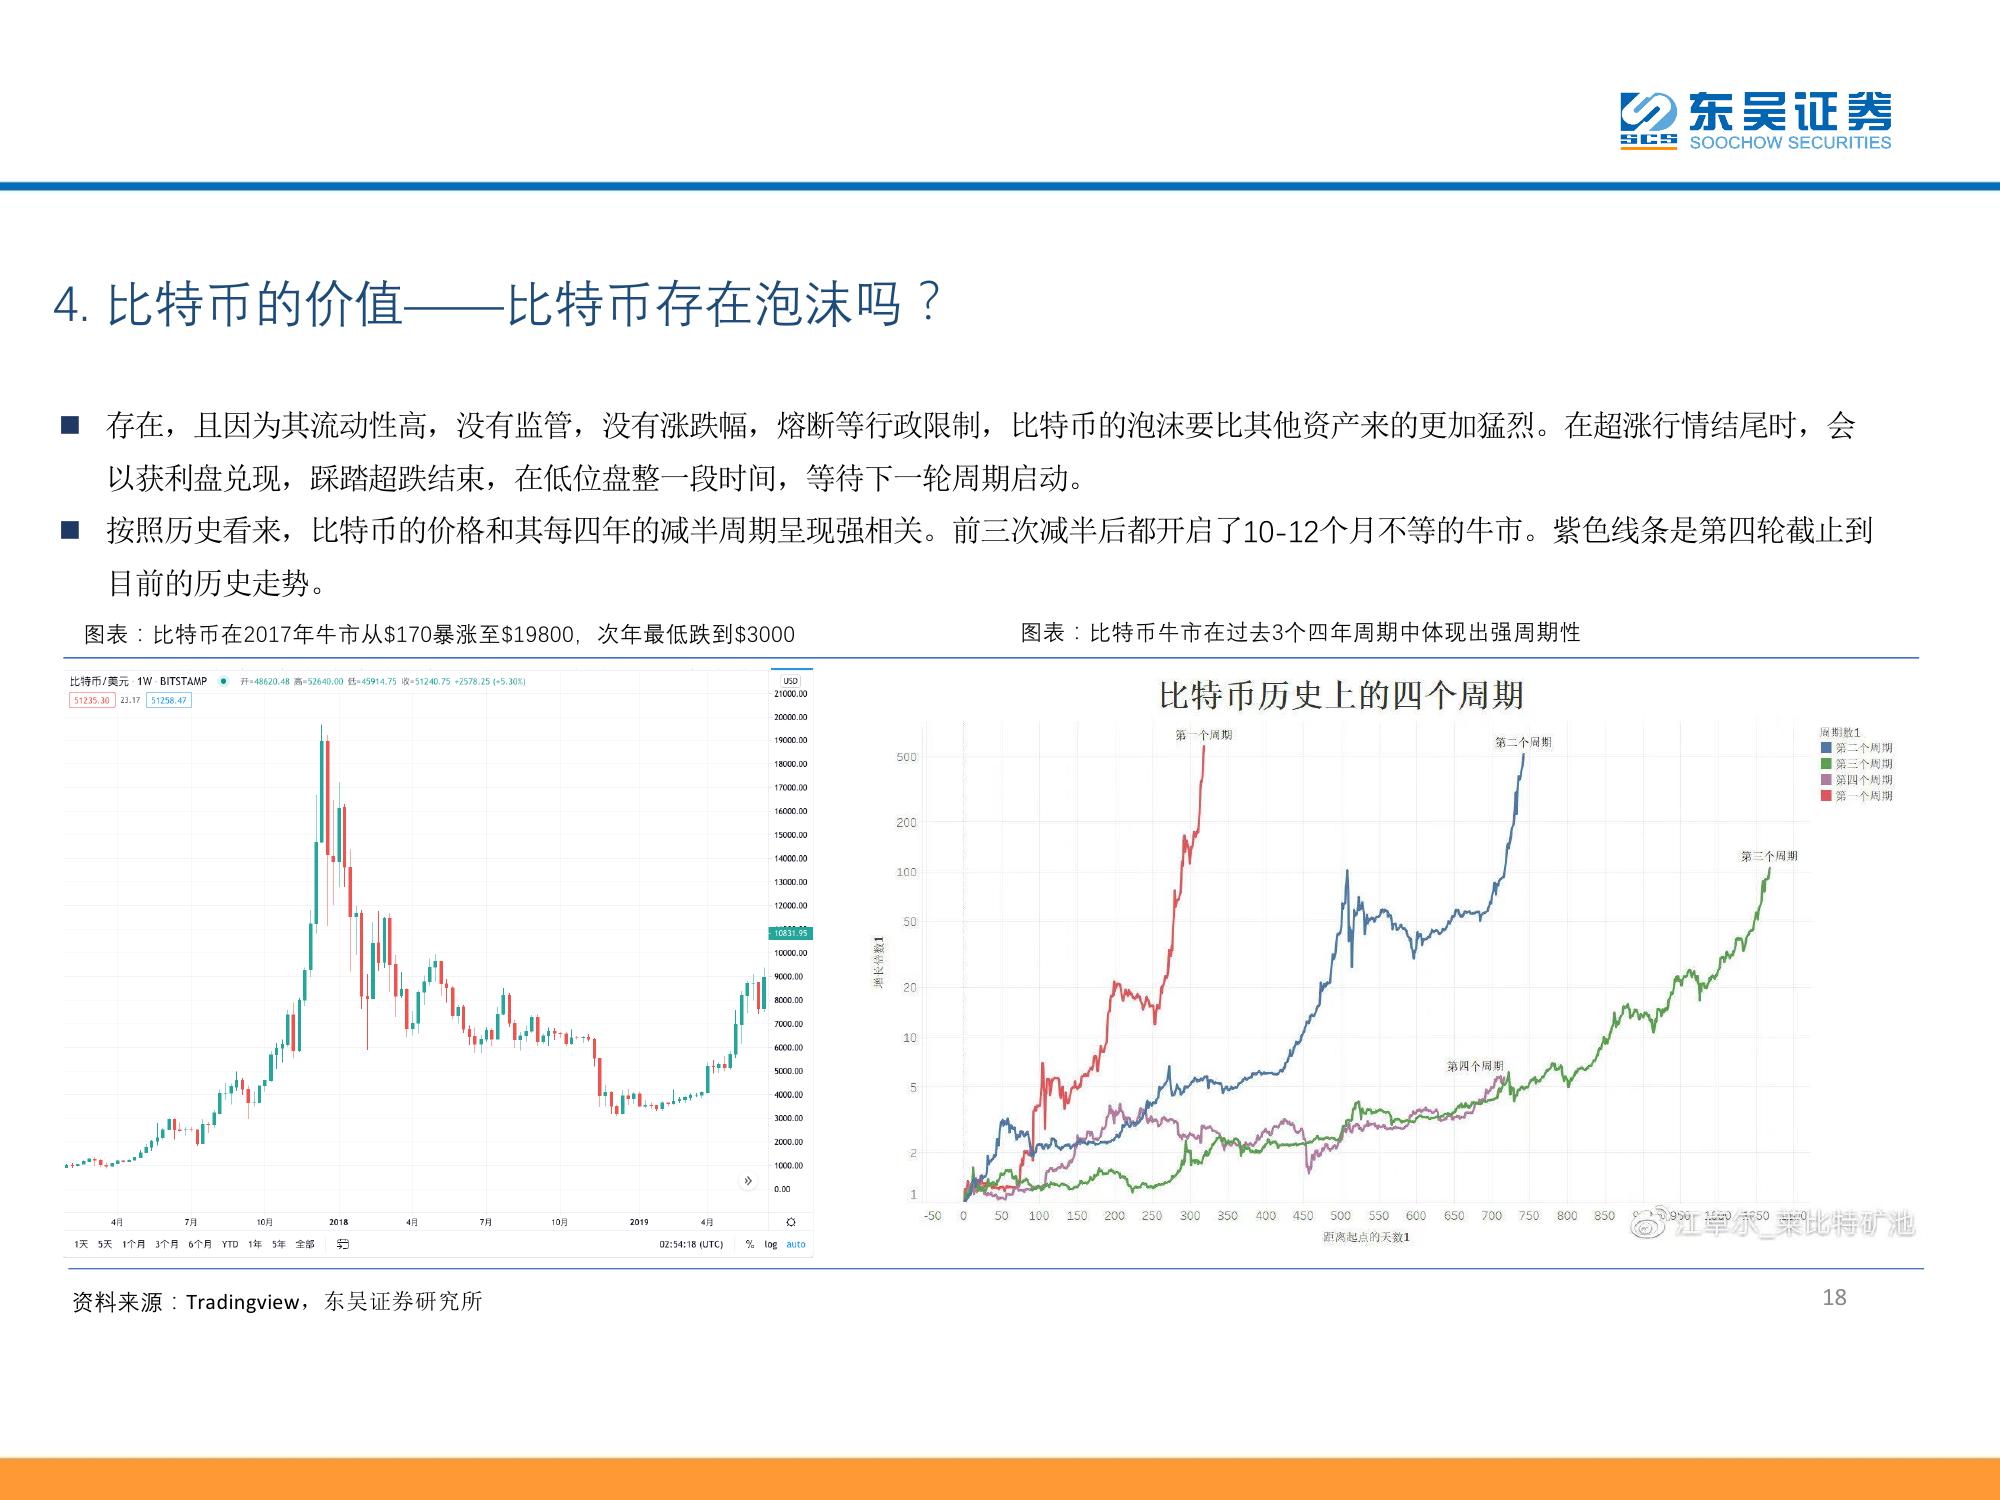 东吴证券
SCS
SOOCHOW SECURITIES
4. 比特币的价值——比特币存在泡沫吗？
存在，且因为其流动性高，没有监管，没有涨跌幅，熔断等行政限制，比特币的泡沫要比其他资产来的更加猛烈。在超涨行情结尾时，会
以获利盘兑现，踩踏超跌结束，在低位盘整一段时间，等待下一轮周期启动。
按照历史看来，比特币的价格和其每四年的减半周期呈现强相关。前三次减半后都开启了10-12个月不等的牛市。紫色线条是第四轮截止到
目前的历史走势。
图表：比特币在2017年牛市从$170暴涨至$19800，次年最低跌到$3000
比特币/美元 · 1W · BITSTAMP 开=48620.48 高=52640.00 低=45914.75 收=51240.75 +2578.25 (+5.30%)
51235.30 23.17 51258.47
USD
21000.00
20000.00
19000.00
18000.00
17000.00
16000.00
15000.00
14000.00
13000.00
12000.00
10831.95
10000.00
9000.00
8000.00
7000.00
6000.00
5000.00
4000.00
3000.00
2000.00
1000.00
0.00
4月 7月 10月 2018 4月 7月 10月 2019 4月
1天 5天 1个月 3个月 6个月 YTD 1年 5年 全部 02:54:18 (UTC) % log auto
图表：比特币牛市在过去3个四年周期中体现出强周期性
比特币历史上的四个周期
第一个周期
第二个周期
第三个周期
第四个周期
周期数1
第二个周期
第三个周期
第四个周期
第一个周期
增长倍数1
500
200
100
50
20
10
5
2
1
-50 0 50 100 150 200 250 300 350 400 450 500 550 600 650 700 750 800 850
距离起点的天数1
江卓尔_莱比特矿池
资料来源：Tradingview，东吴证券研究所
18